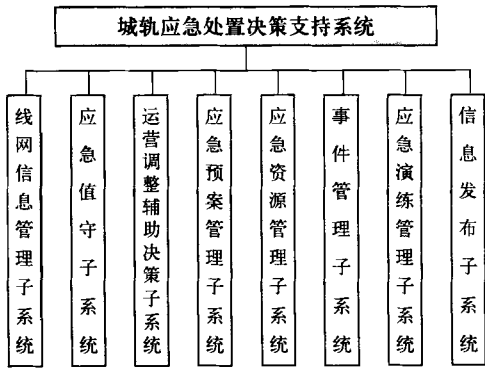 城轨应急处置决策支持系统
线网信息管理子系统
应急值守子系统
运营调整辅助决策子系统
应急预案管理子系统
应急资源管理子系统
事件管理子系统
应急演练管理子系统
信息发布子系统